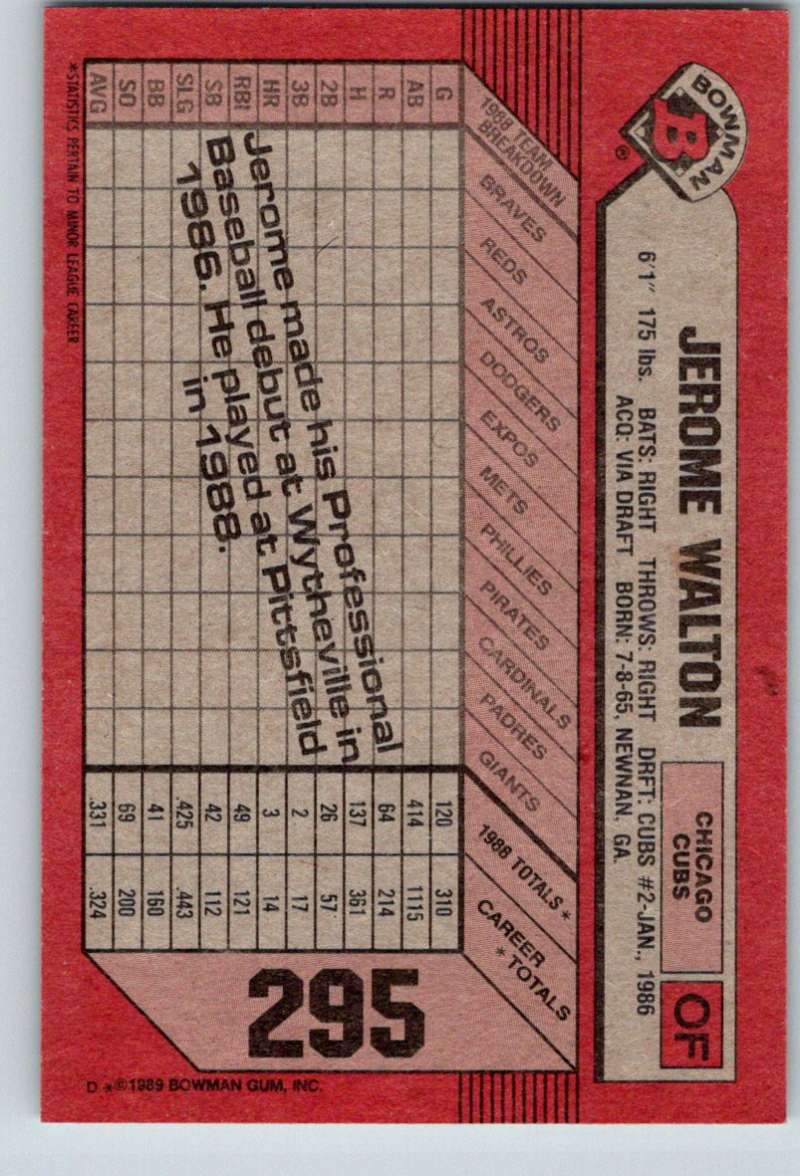 BOWMAN
B
®
JEROME WALTON
CHICAGO
CUBS
OF
6'1" 175 lbs. BATS: RIGHT THROWS: RIGHT DRFT: CUBS #2-JAN., 1986
ACQ: VIA DRAFT BORN: 7-8-65, NEWNAN, GA.
1988 TEAM
BREAKDOWN
BRAVES
REDS
ASTROS
DODGERS
EXPOS
METS
PHILLIES
PIRATES
CARDINALS
PADRES
GIANTS
1988 TOTALS*
CAREER
*TOTALS
G 120 310
AB 414 1115
R 64 214
H 137 361
2B 26 57
3B 2 17
HR 3 14
RBI 49 121
SB 42 112
SLG .425 .443
BB 41 160
SO 69 200
AVG .331 .324
Jerome made his Professional
Baseball debut at Wytheville in
1986. He played at Pittsfield
in 1988.
295
*STATISTICS PERTAIN TO MINOR LEAGUE CAREER
D *©1989 BOWMAN GUM, INC.